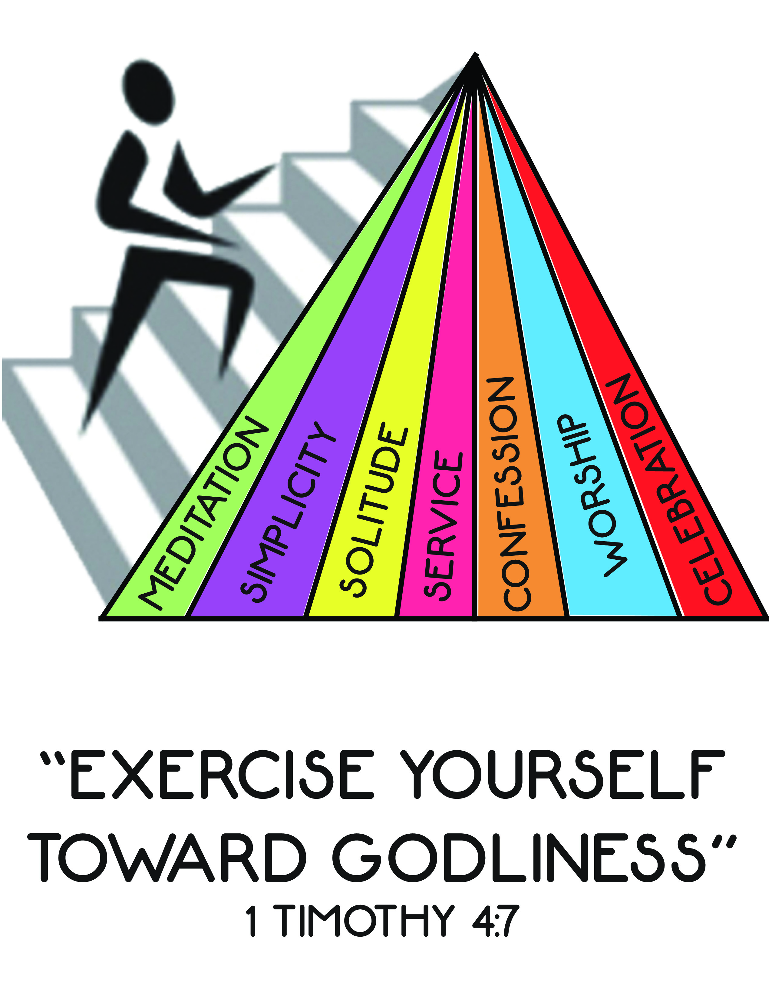 MEDITATION
SIMPLICITY
SOLITUDE
SERVICE
CONFESSION
WORSHIP
CELEBRATION
“EXERCISE YOURSELF
TOWARD GODLINESS”
1 TIMOTHY 4:7